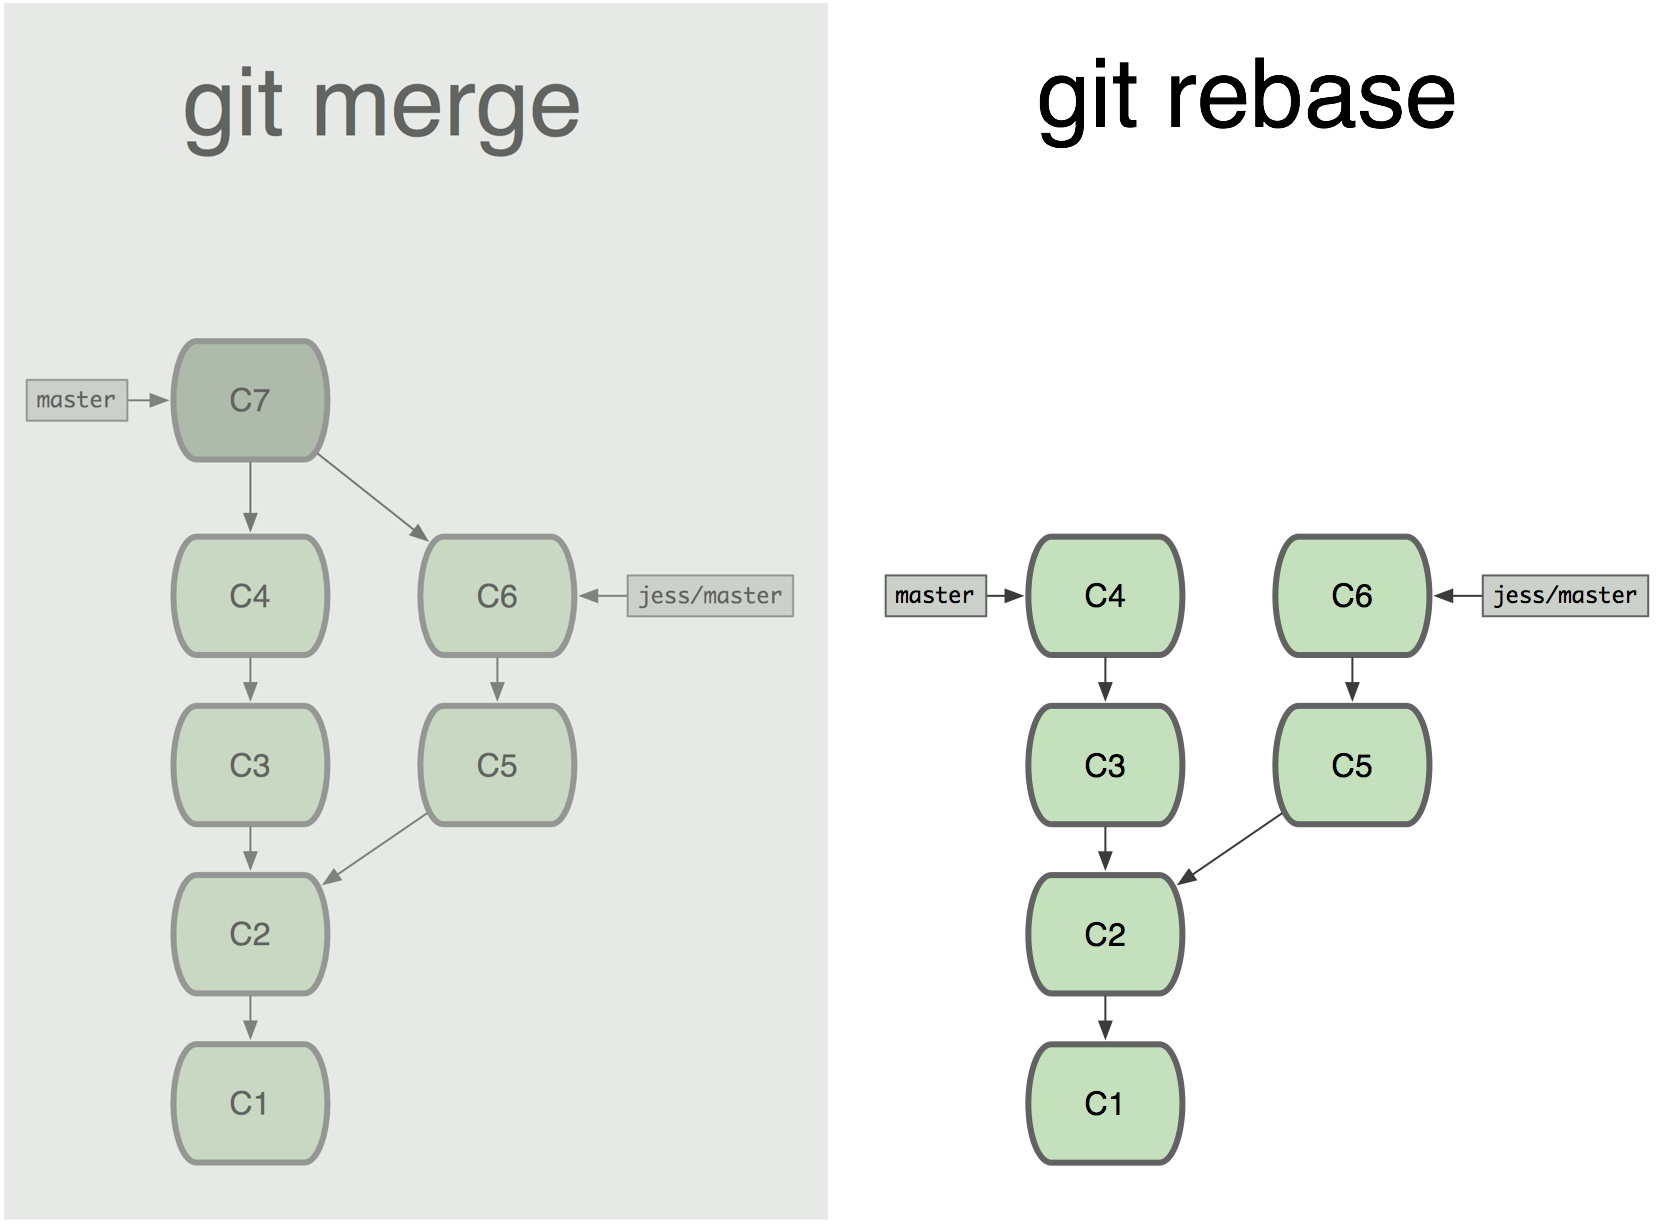 git merge
master
C7
C4
C6
jess/master
C3
C5
C2
C1
git rebase
master
C4
C6
jess/master
C3
C5
C2
C1